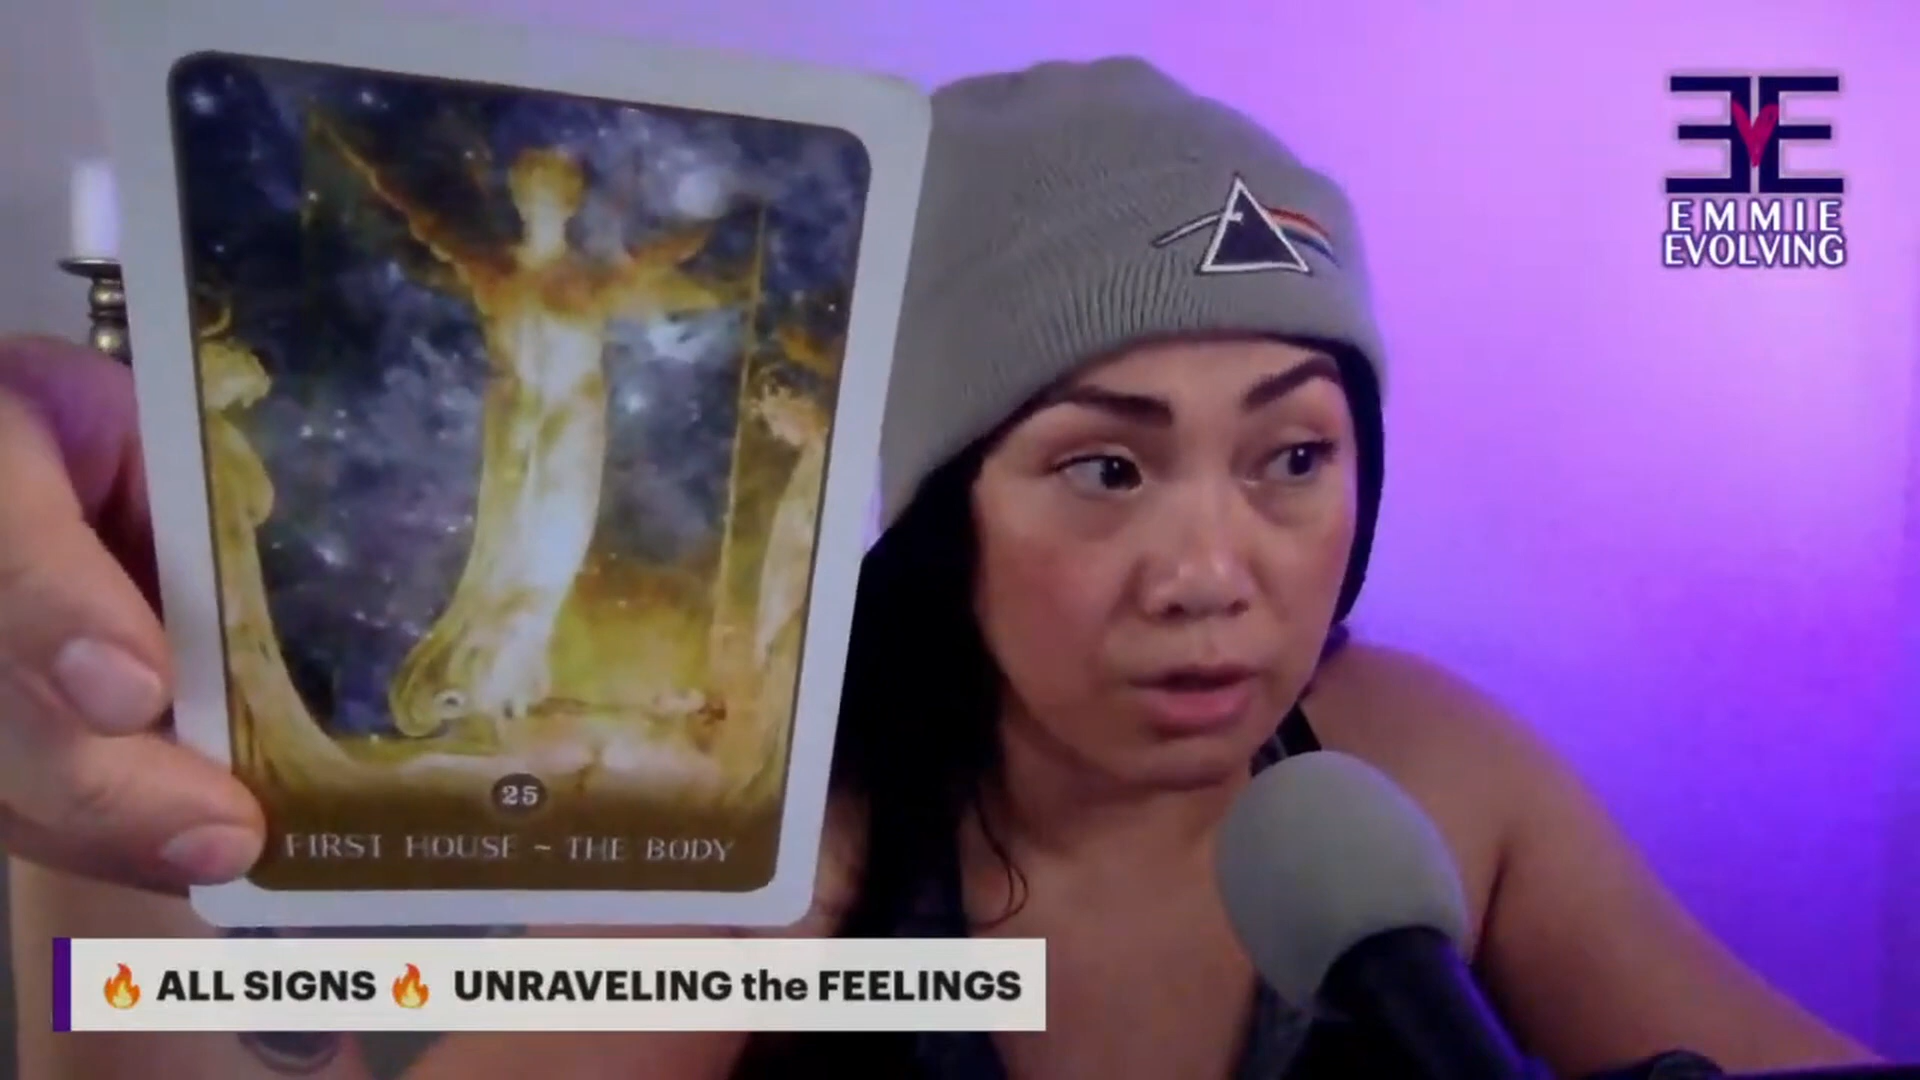 EMMIE
EVOLVING
25
FIRST HOUSE ~ THE BODY
🔥 ALL SIGNS 🔥 UNRAVELING the FEELINGS